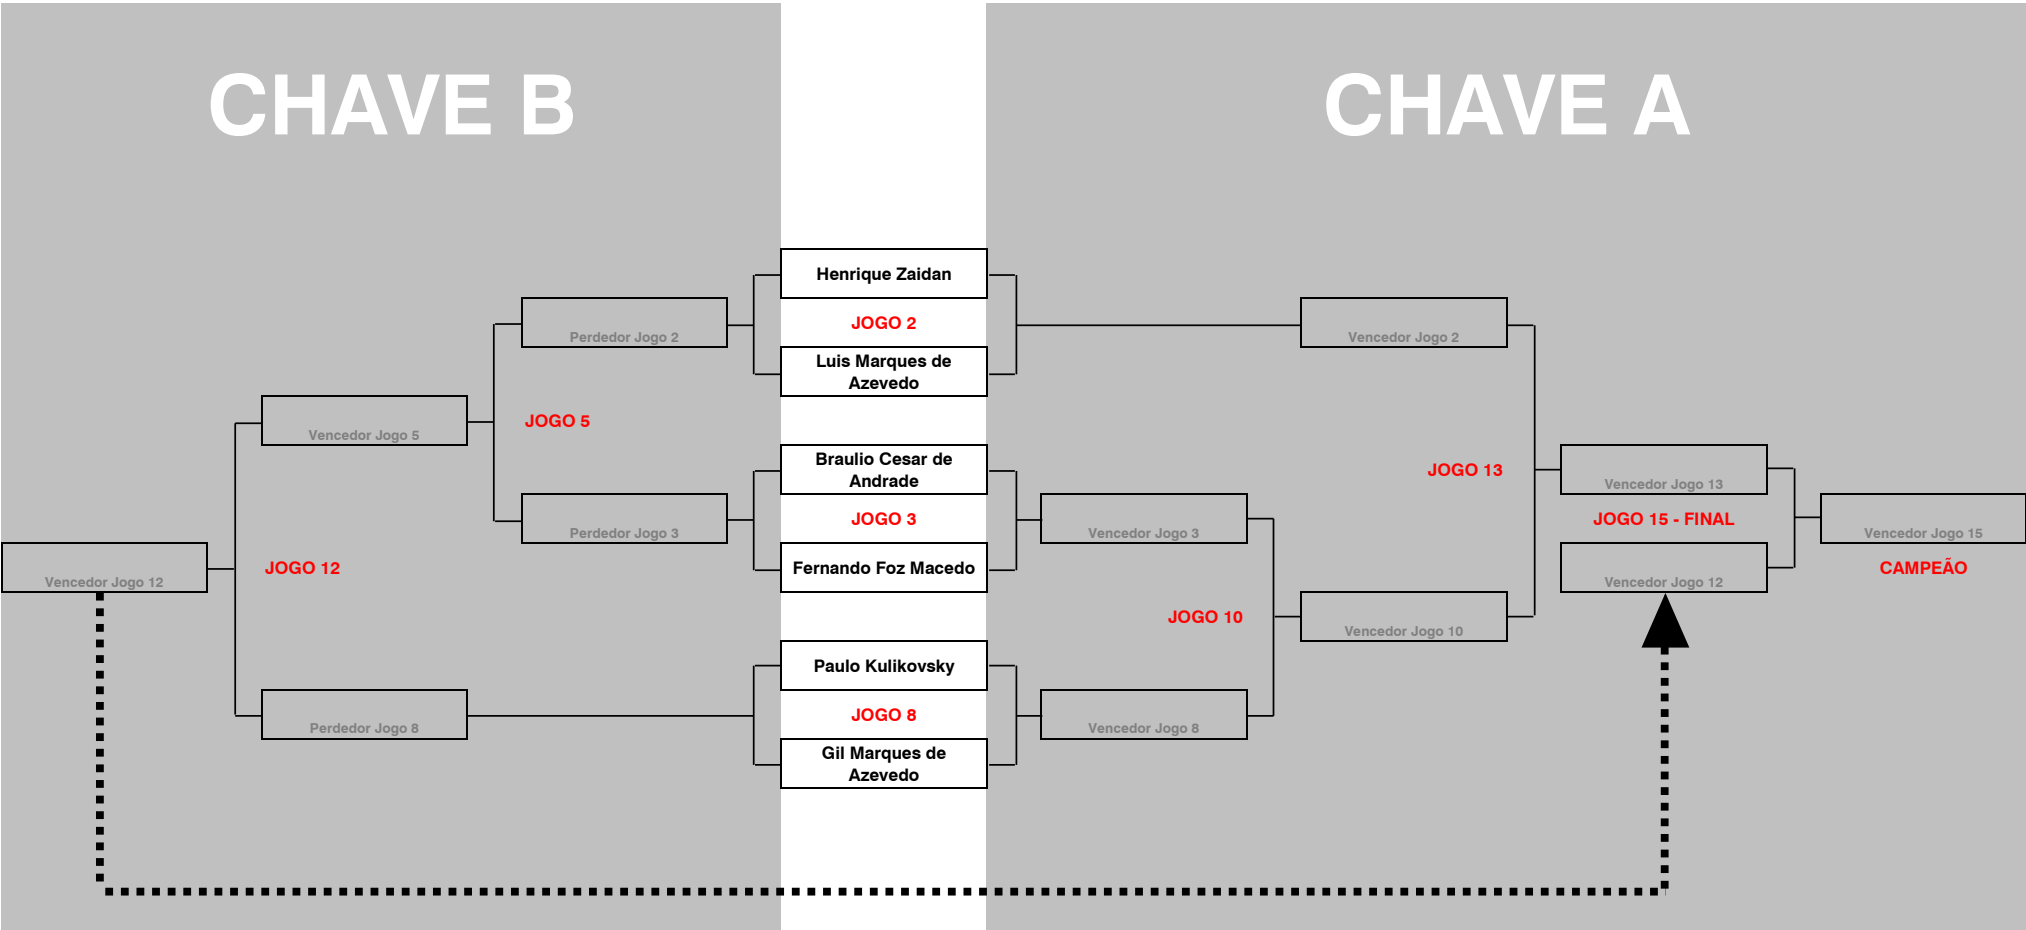 CHAVE B
CHAVE A
Henrique Zaidan
Perdedor Jogo 2
JOGO 2
Vencedor Jogo 2
Luis Marques de
Azevedo
Vencedor Jogo 5
JOGO 5
Braulio Cesar de
Andrade
JOGO 13
Vencedor Jogo 13
Perdedor Jogo 3
JOGO 3
Vencedor Jogo 3
JOGO 15 - FINAL
Vencedor Jogo 15
Vencedor Jogo 12
JOGO 12
Fernando Foz Macedo
Vencedor Jogo 12
CAMPEÃO
JOGO 10
Vencedor Jogo 10
Paulo Kulikovsky
Perdedor Jogo 8
JOGO 8
Vencedor Jogo 8
Gil Marques de
Azevedo